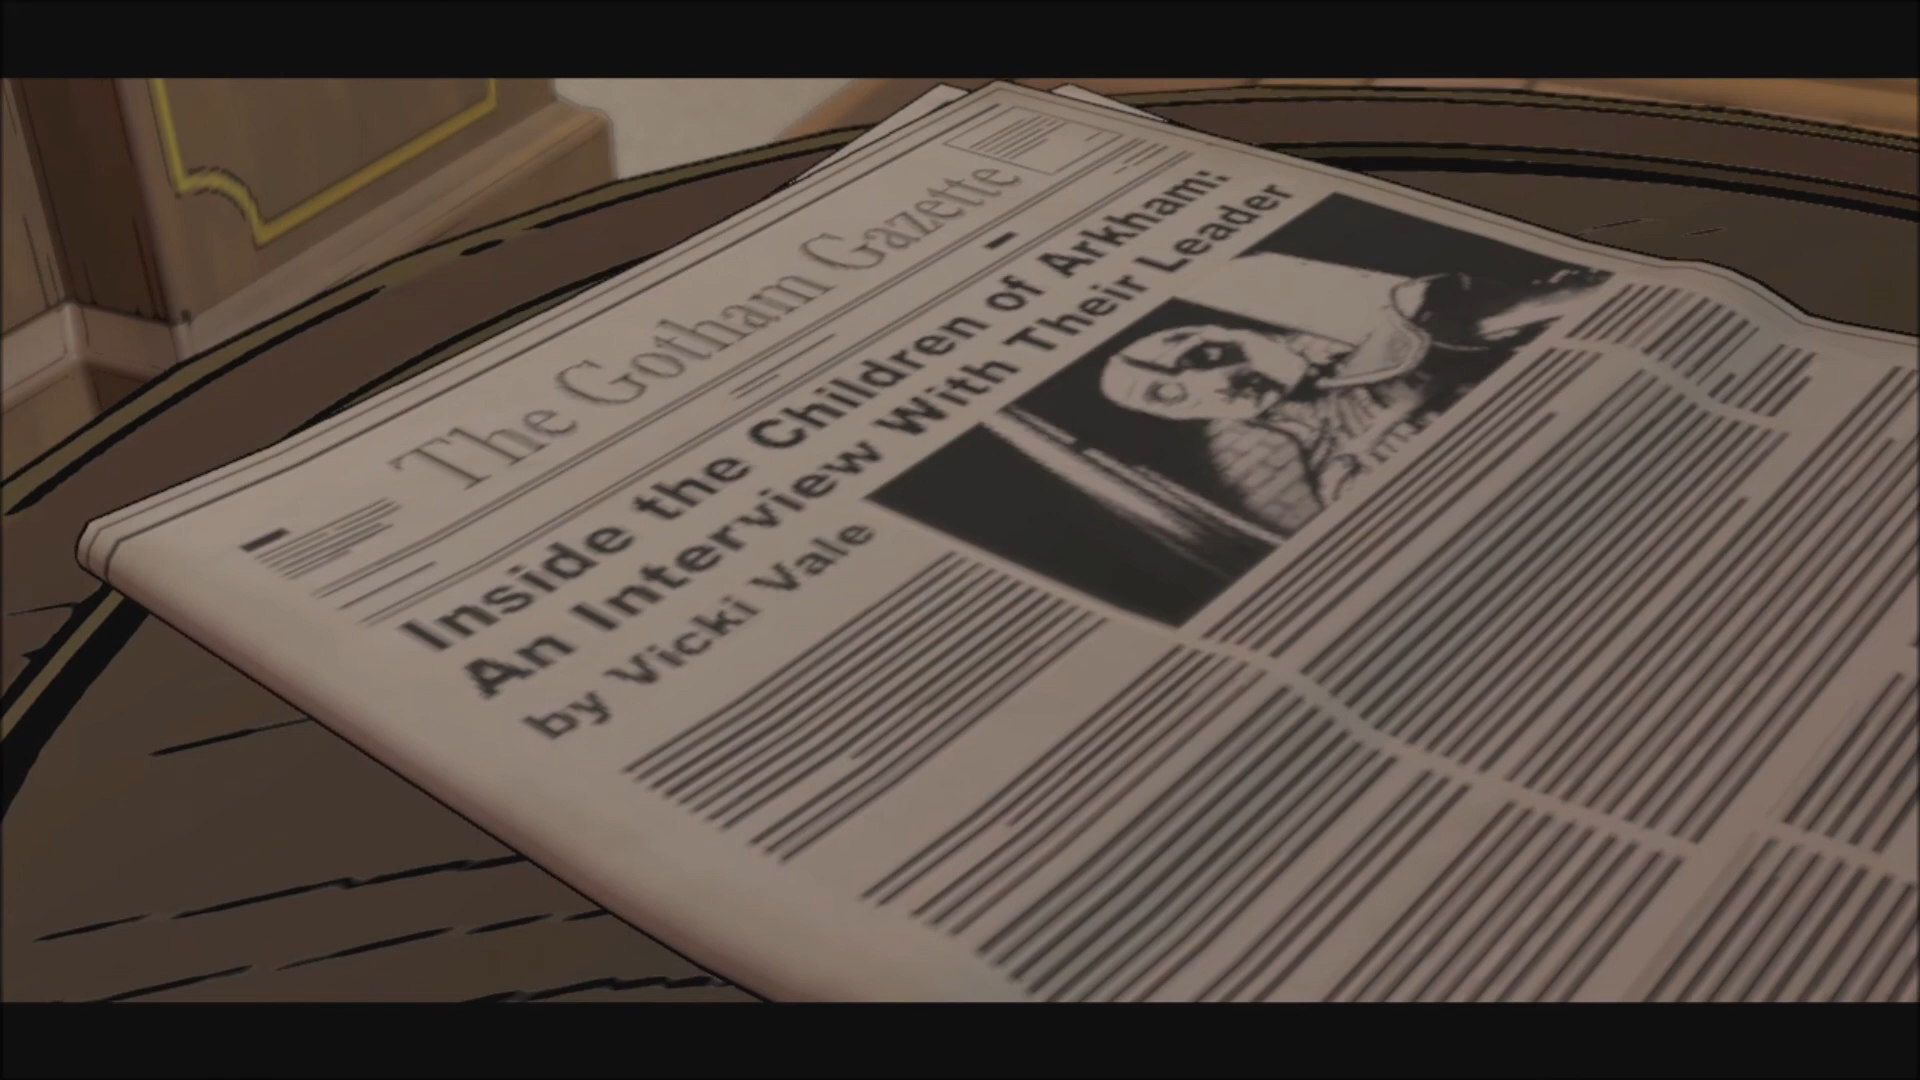 The Gotham Gazette
Inside the Children of Arkham:
An Interview With Their Leader
by Vicki Vale